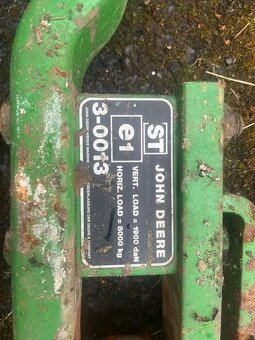 JOHN DEERE
[ST
VERT. LOAD = 1900 daN
HORIZ. LOAD = 8000 kg
e1
3-0013